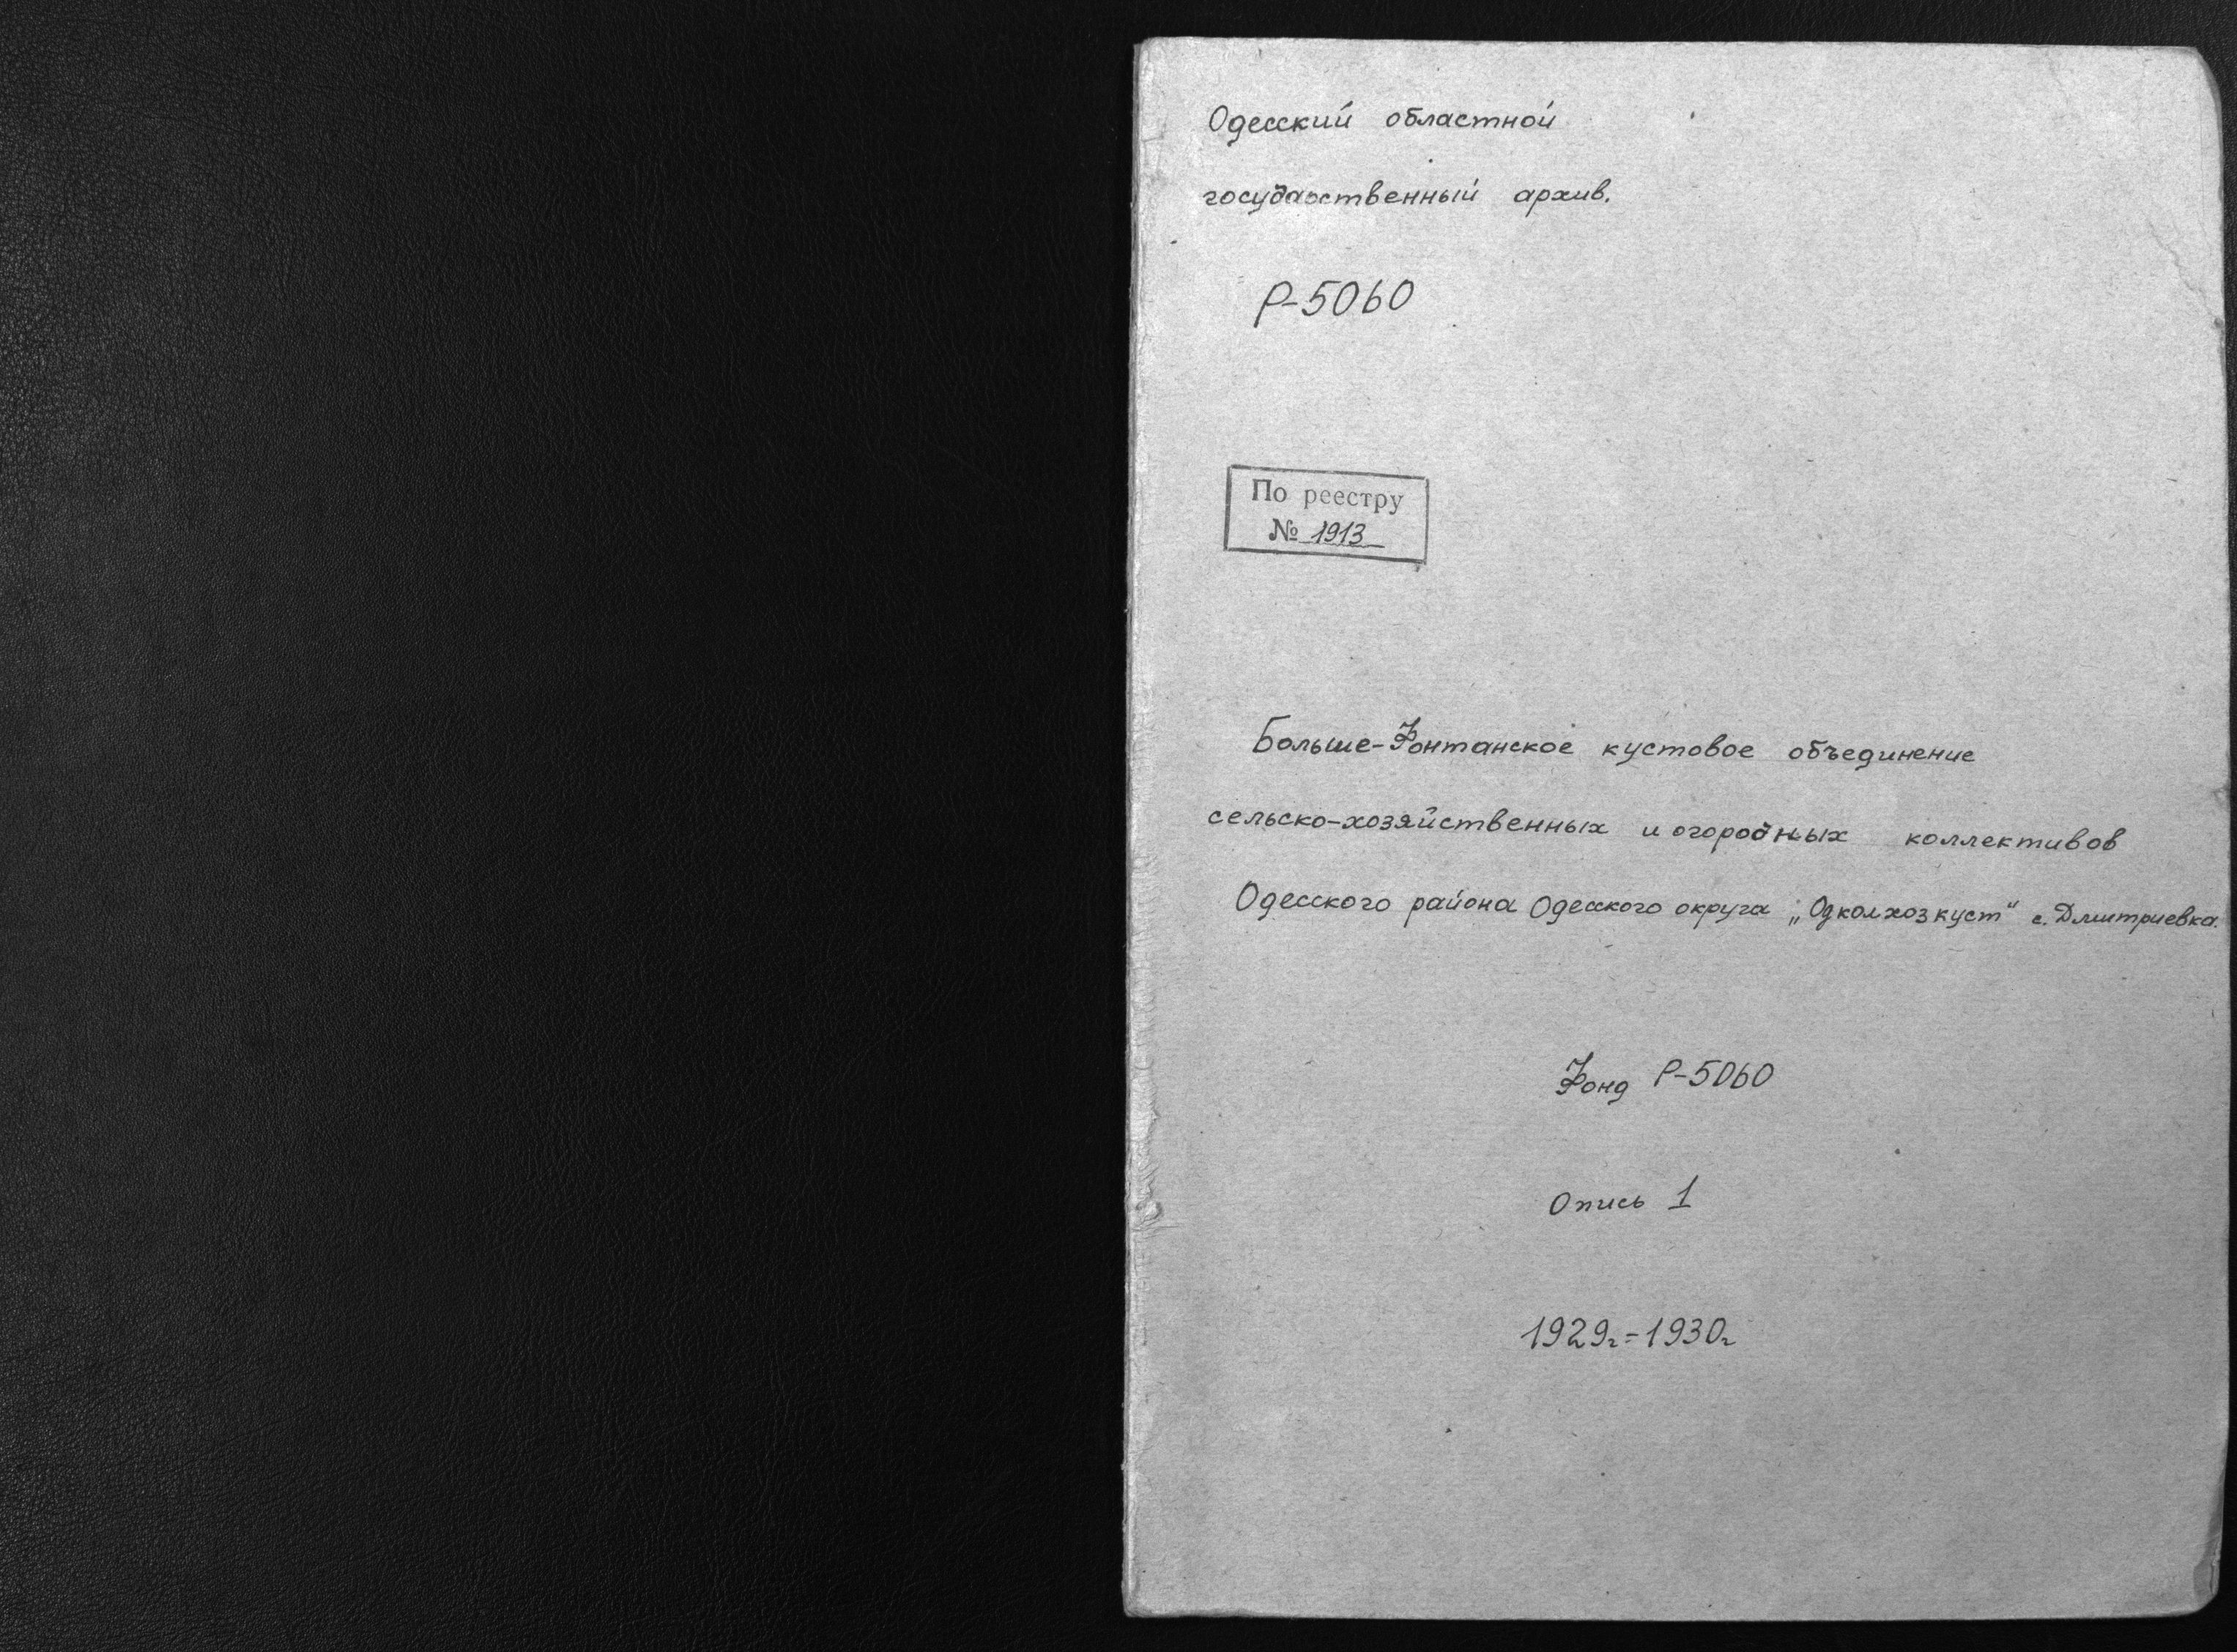 Одесский областной
государственный архив.
Р-5060
По реестру
№ 1913
Больше-Фонтанское кустовое объединение
сельско-хозяйственных и огородных коллективов
Одесского района Одесского округа „Одколхозкуст" с. Дмитриевка.
Фонд Р-5060
Опись 1
1929г.=1930г